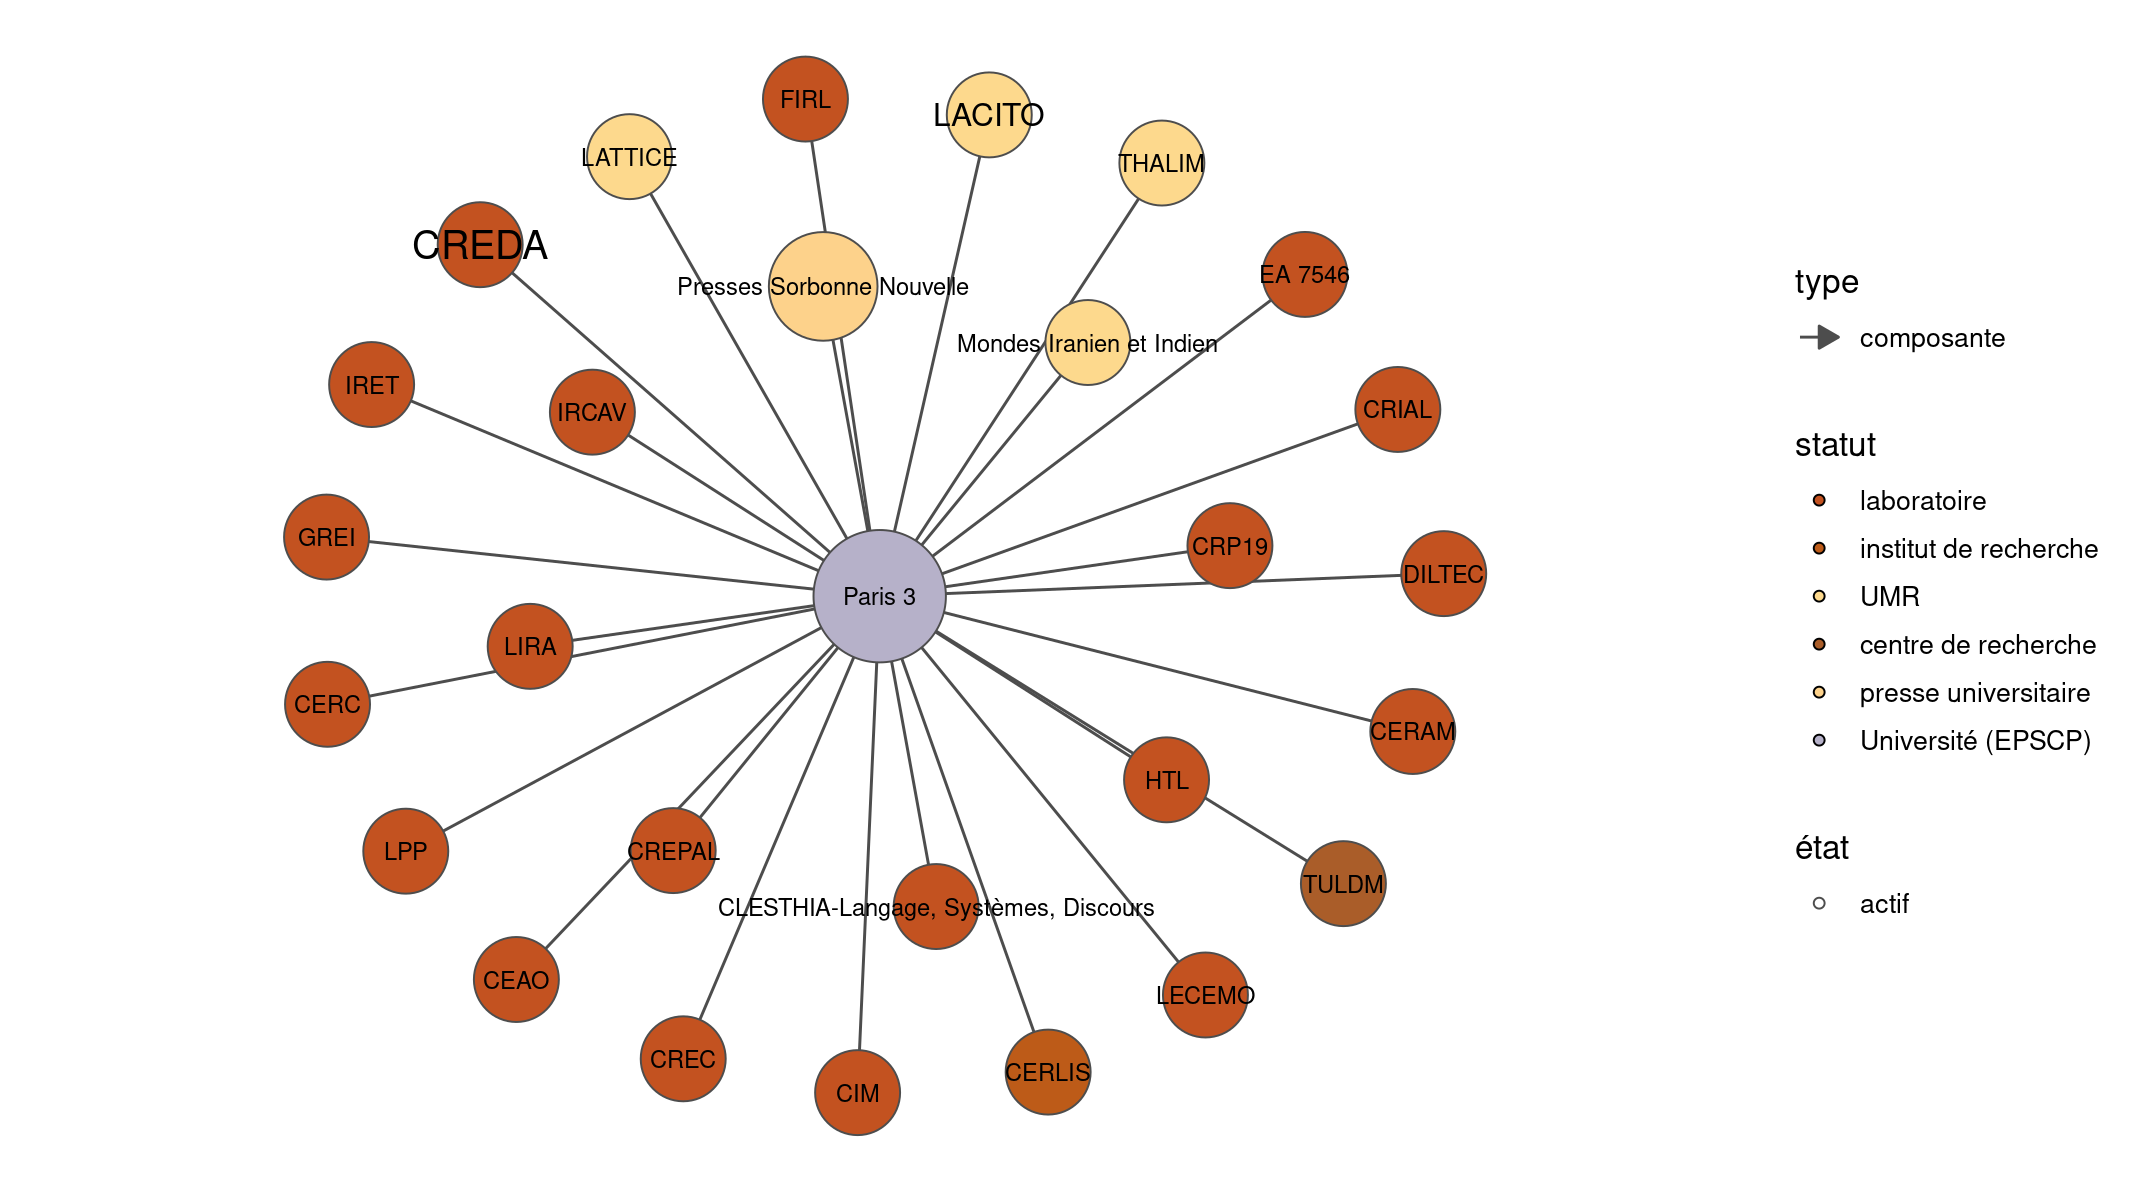 FIRL
LACITO
LATTICE
THALIM
CREDA
EA 7546
Presses Sorbonne Nouvelle
Mondes Iranien et Indien
IRET
IRCAV
CRIAL
GREI
CRP19
DILTEC
Paris 3
LIRA
CERC
CERAM
HTL
LPP
CREPAL
TULDM
CLESTHIA-Langage, Systèmes, Discours
CEAO
LECEMO
CREC
CERLIS
CIM
type
composante
statut
laboratoire
institut de recherche
UMR
centre de recherche
presse universitaire
Université (EPSCP)
état
actif